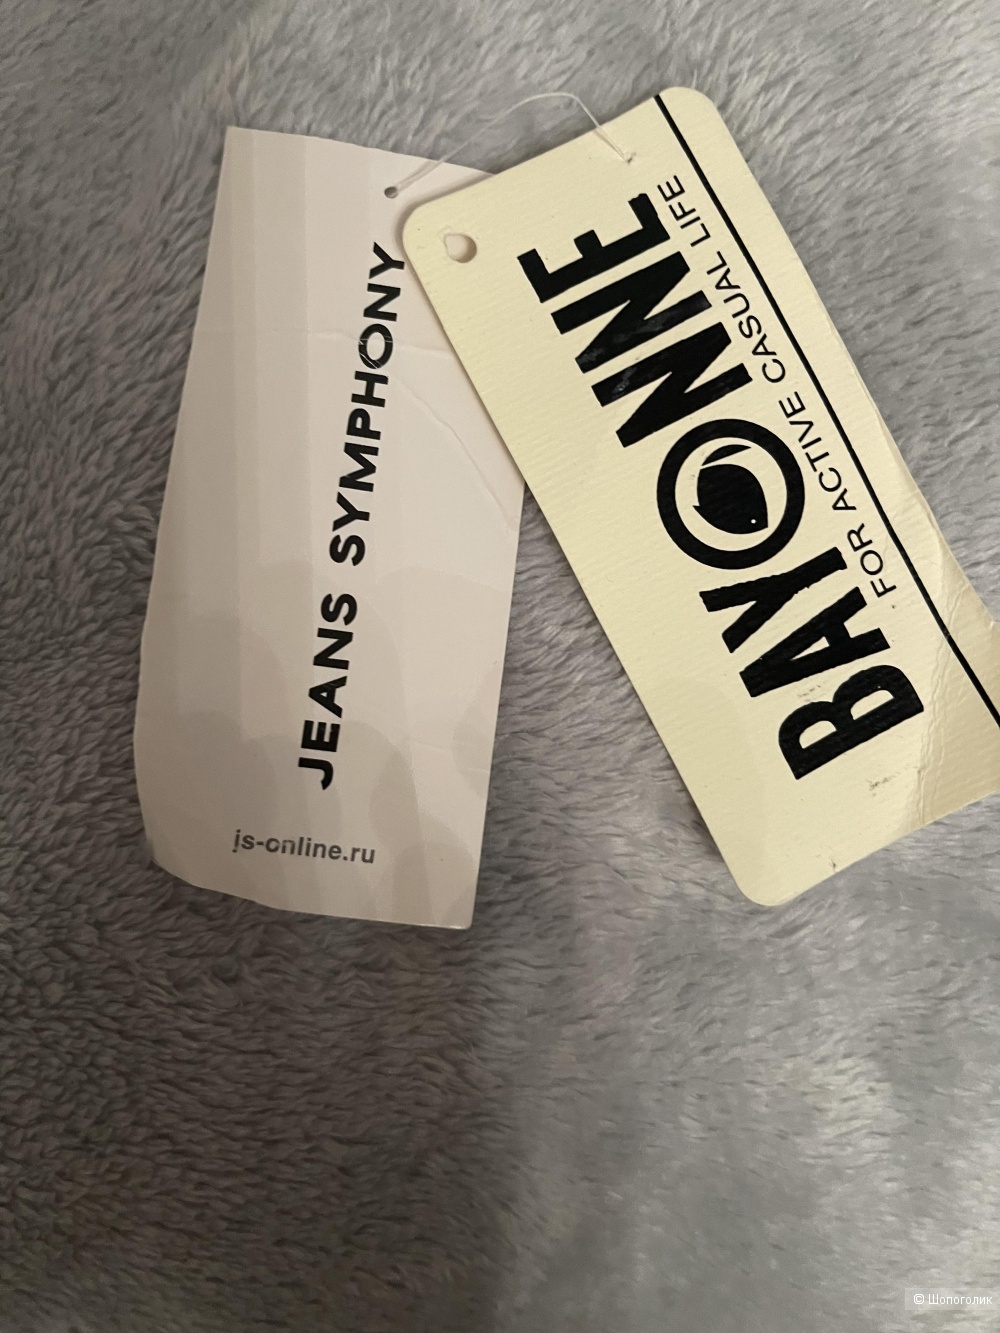 JEANS SYMPHONY
js-online.ru
BAYONNE
FOR ACTIVE CASUAL LIFE
© Шопоголик